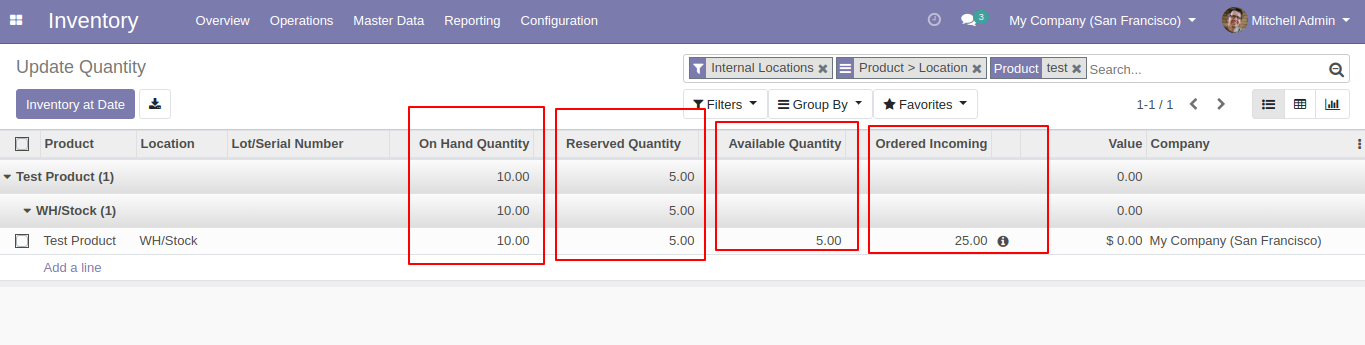 Inventory Overview Operations Master Data Reporting Configuration 3 My Company (San Francisco) Mitchell Admin
Update Quantity Internal Locations Product > Location Product test Search...
Inventory at Date Filters Group By Favorites 1-1 / 1
Product Location Lot/Serial Number On Hand Quantity Reserved Quantity Available Quantity Ordered Incoming Value Company
Test Product (1) 10.00 5.00 0.00
WH/Stock (1) 10.00 5.00 0.00
Test Product WH/Stock 10.00 5.00 5.00 25.00 $ 0.00 My Company (San Francisco)
Add a line